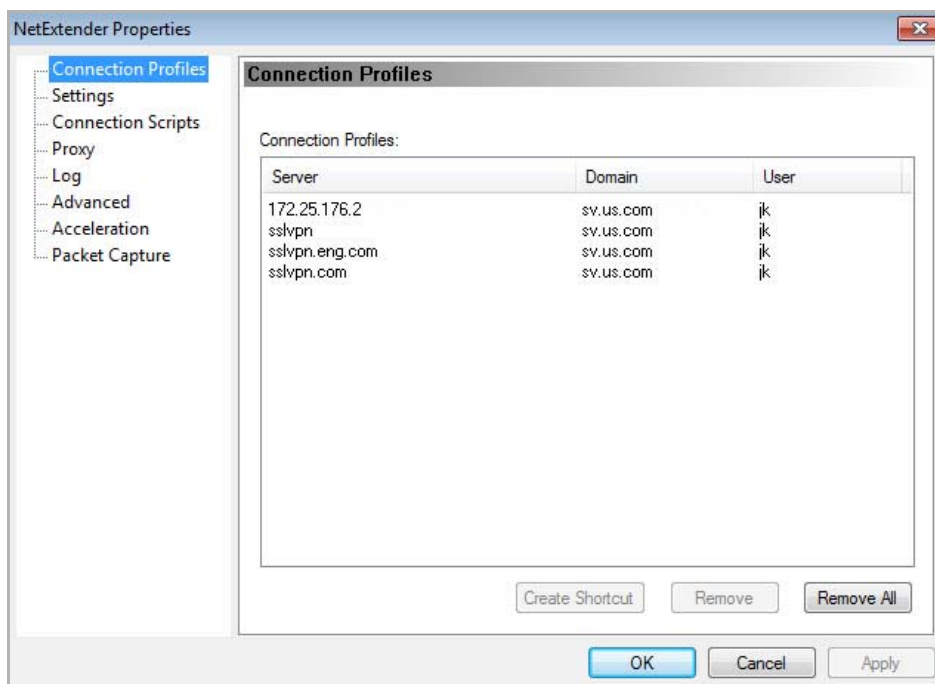 NetExtender Properties
Connection Profiles
Settings
Connection Scripts
Proxy
Log
Advanced
Acceleration
Packet Capture
Connection Profiles
Connection Profiles:
Server Domain User
172.25.176.2 sv.us.com jk
sslvpn sv.us.com jk
sslvpn.eng.com sv.us.com jk
sslvpn.com sv.us.com jk
Create Shortcut Remove Remove All
OK Cancel Apply